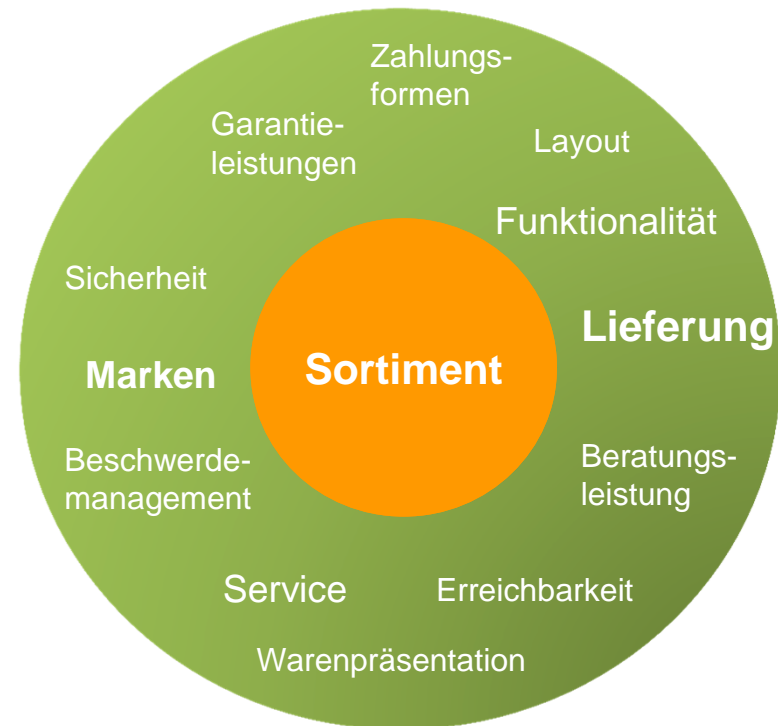 Zahlungs-
formen
Garantie-
leistungen
Layout
Funktionalität
Sicherheit
Lieferung
Marken
Sortiment
Beschwerde-
management
Beratungs-
leistung
Service
Erreichbarkeit
Warenpräsentation